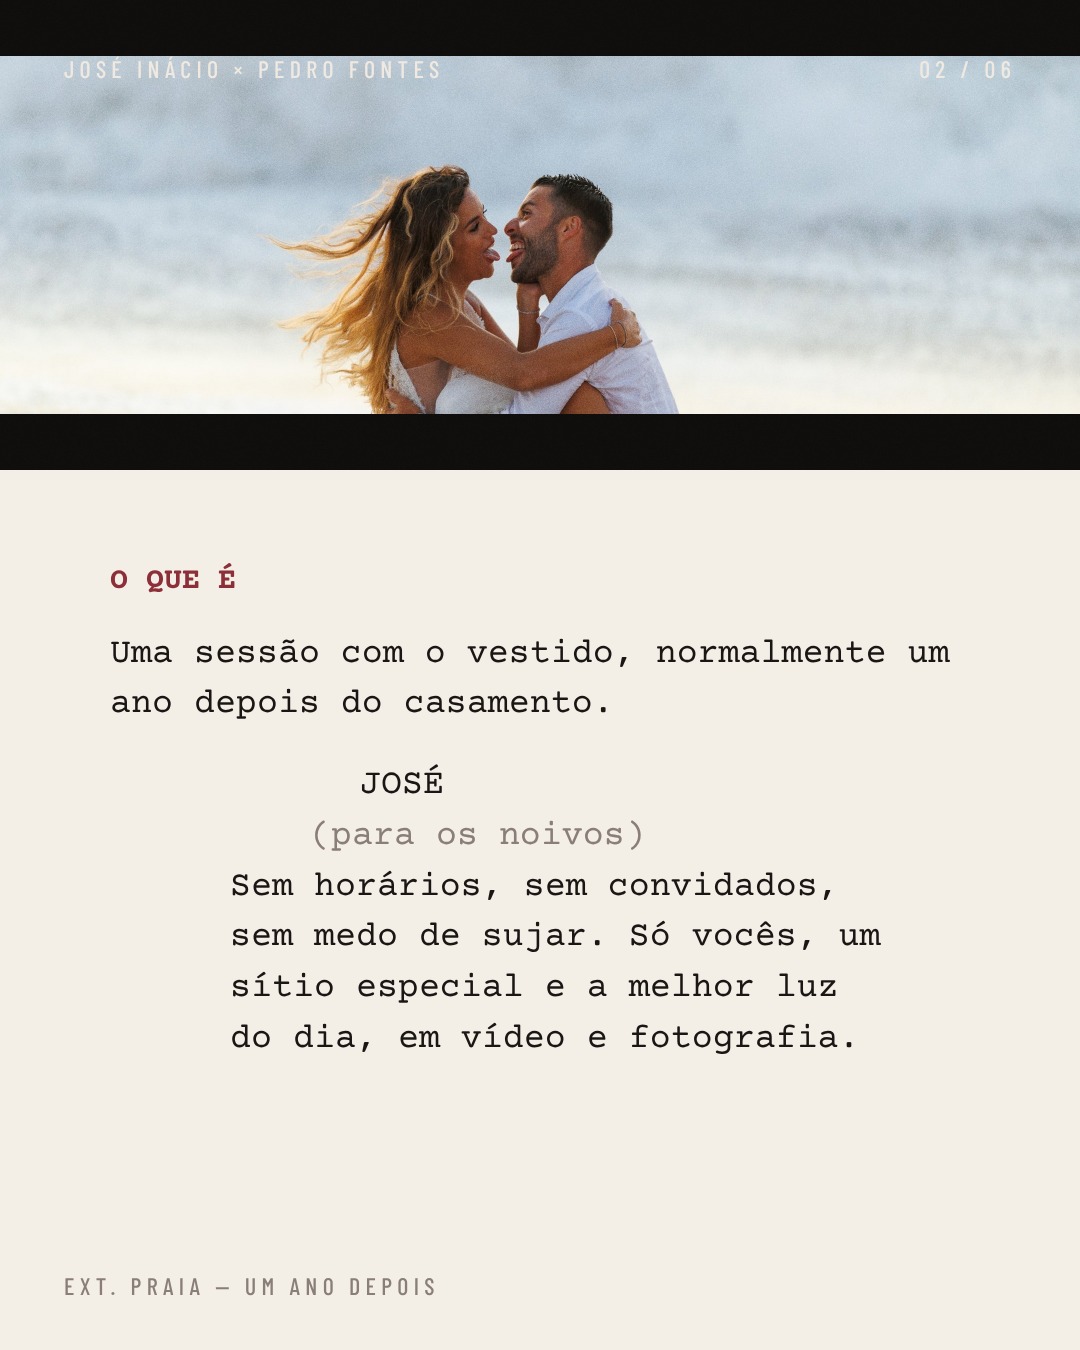 JOSÉ INÁCIO × PEDRO FONTES
02 / 06
O QUE É
Uma sessão com o vestido, normalmente um
ano depois do casamento.
JOSÉ
(para os noivos)
Sem horários, sem convidados,
sem medo de sujar. Só vocês, um
sítio especial e a melhor luz
do dia, em vídeo e fotografia.
EXT. PRAIA — UM ANO DEPOIS